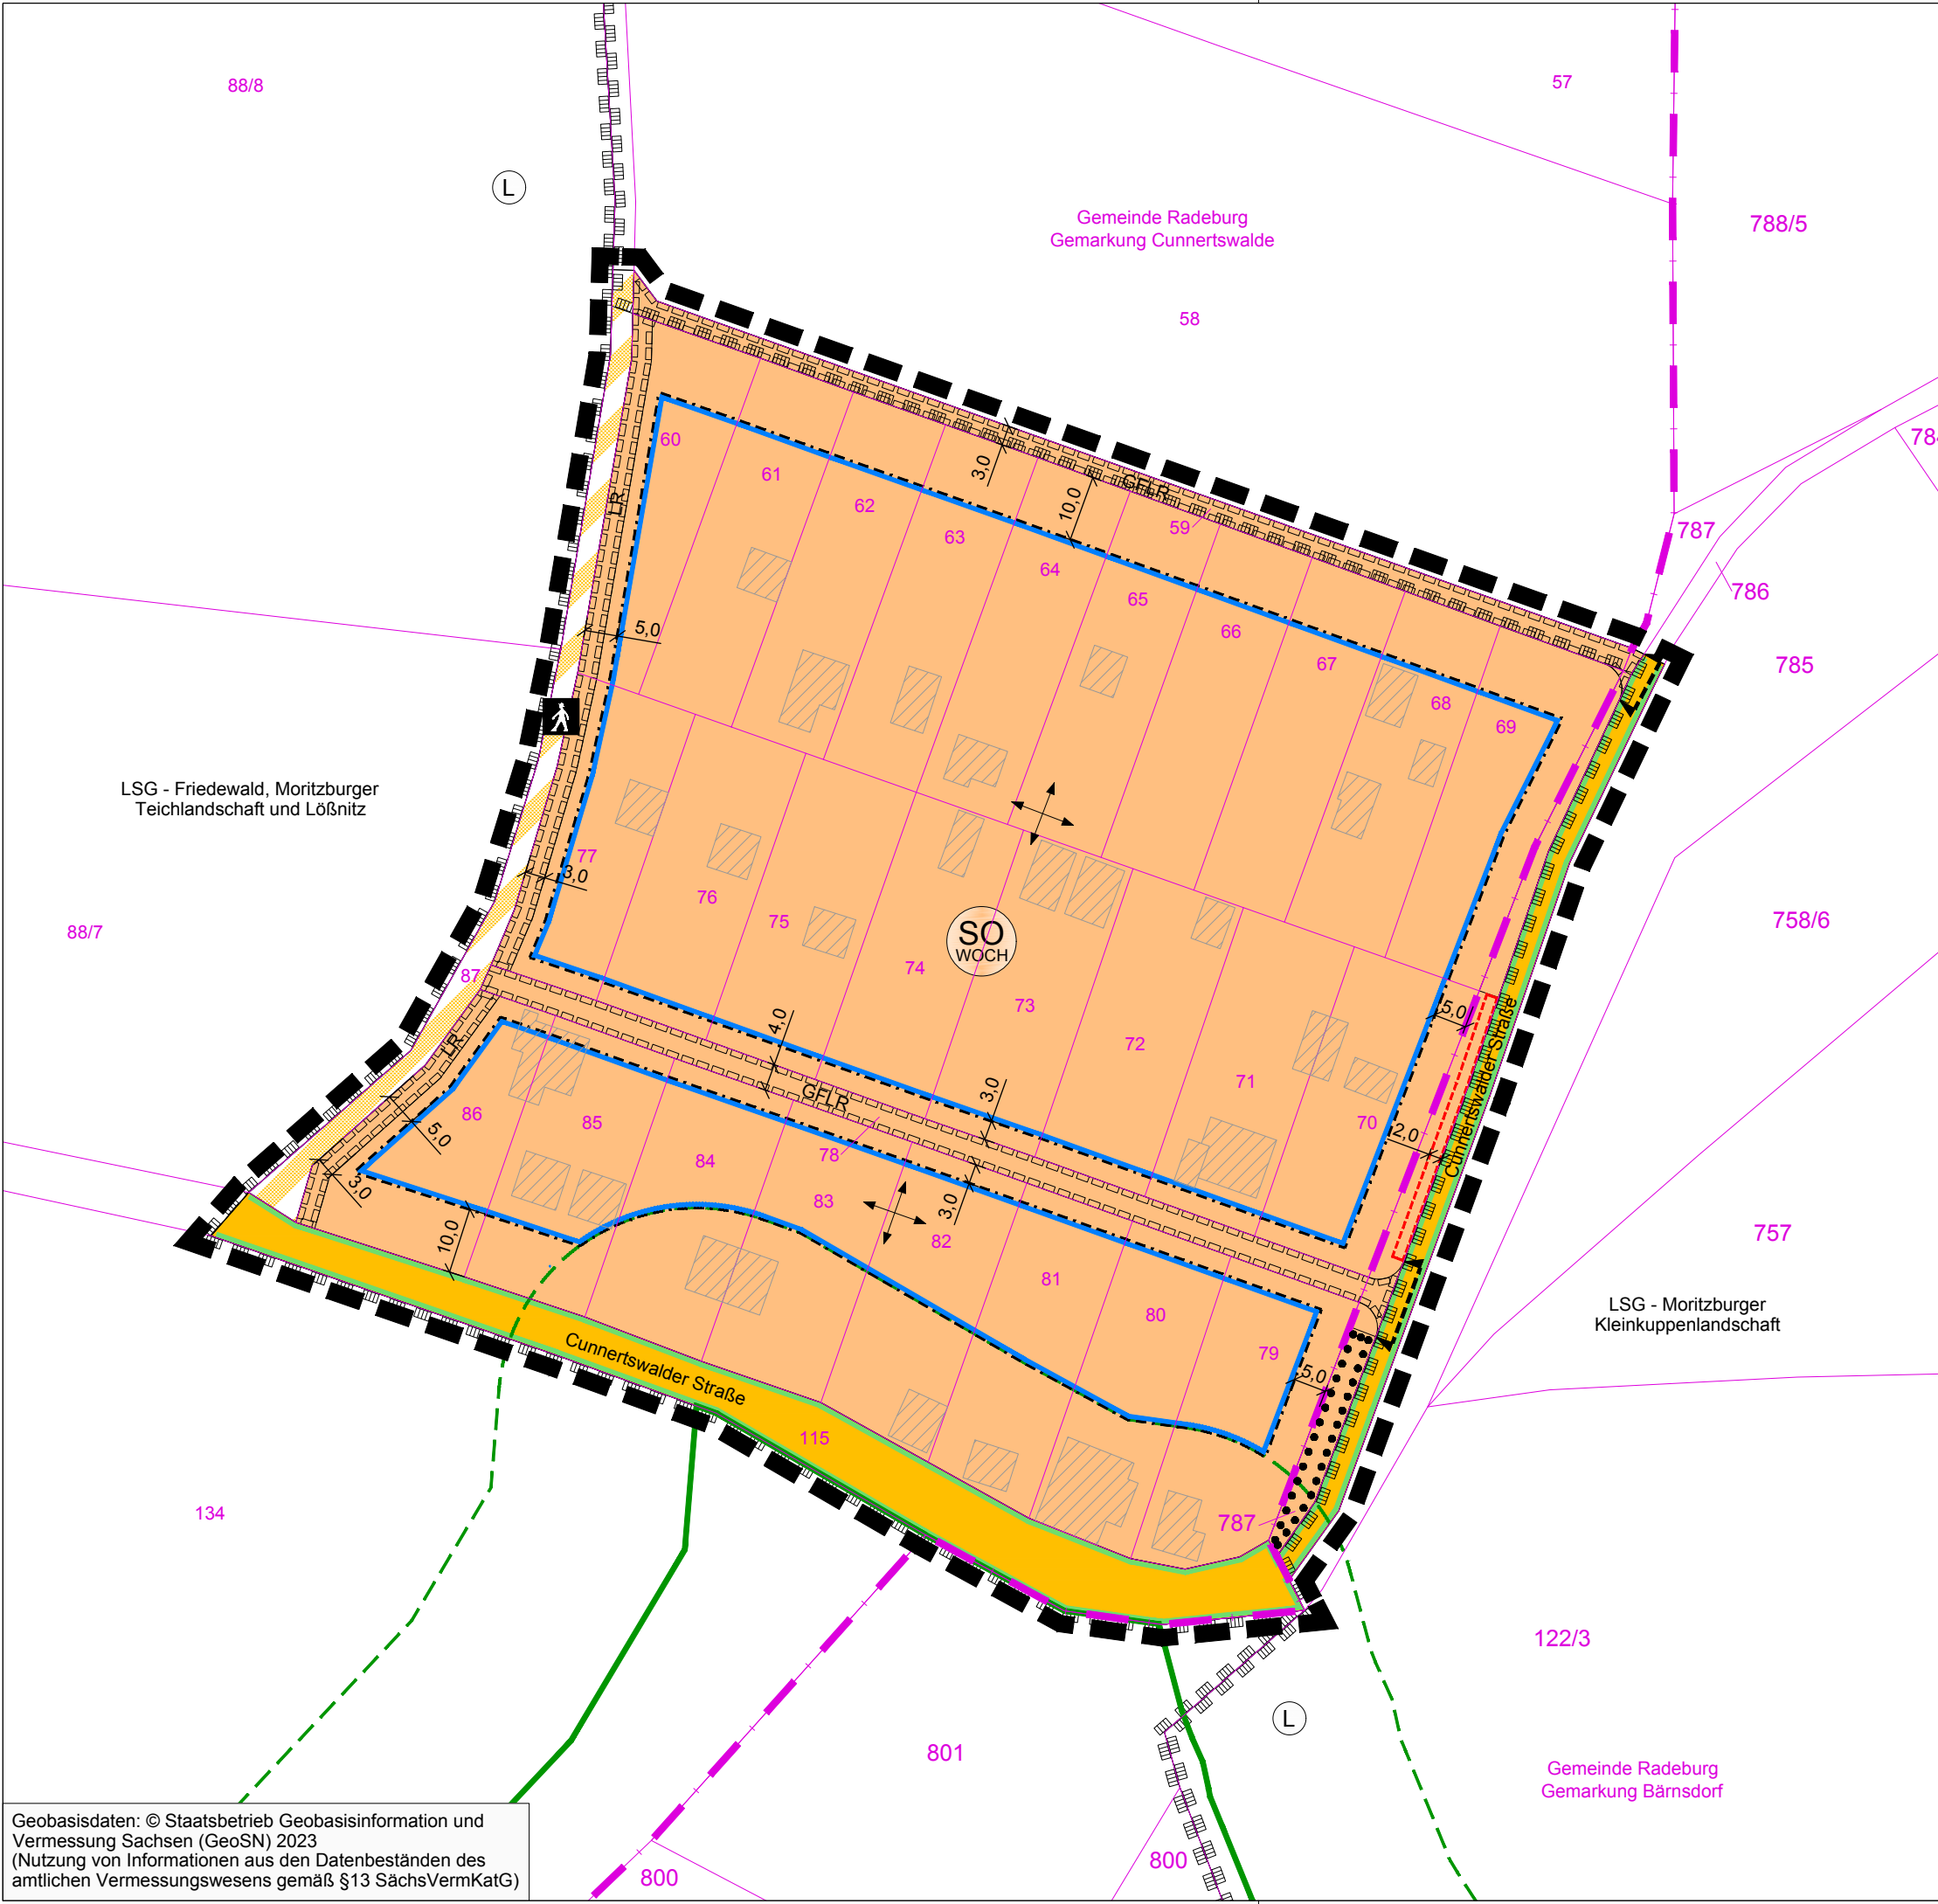 88/8
57
L
Gemeinde Radeburg
Gemarkung Cunnertswalde
788/5
58
60
61
62
63
64
65
66
67
68
69
59
3,0
10,0
GFLR
LR
5,0
787
786
785
LSG - Friedewald, Moritzburger
Teichlandschaft und Lößnitz
77
3,0
76
75
74
SO
WOCH
73
72
71
70
758/6
88/7
87
LR
4,0
3,0
GFLR
5,0
2,0
Cunnertswalder Straße
86
85
84
83
78
82
81
80
79
5,0
3,0
10,0
3,0
5,0
757
LSG - Moritzburger
Kleinkuppenlandschaft
Cunnertswalder Straße
115
134
787
122/3
L
801
Gemeinde Radeburg
Gemarkung Bärnsdorf
800
800
Geobasisdaten: © Staatsbetrieb Geobasisinformation und
Vermessung Sachsen (GeoSN) 2023
(Nutzung von Informationen aus den Datenbeständen des
amtlichen Vermessungswesens gemäß §13 SächsVermKatG)